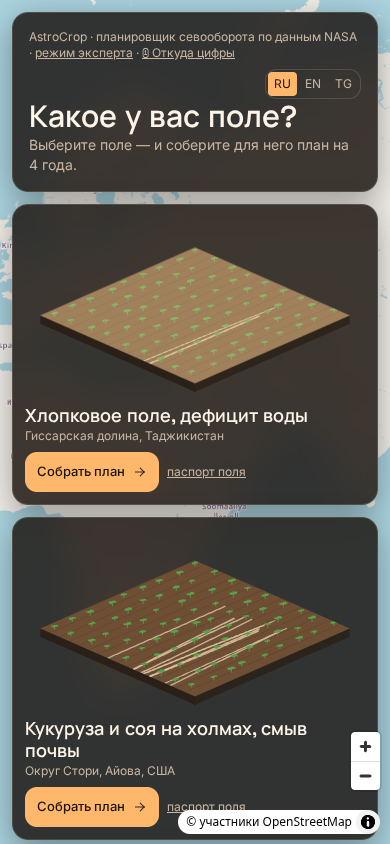 AstroCrop · планировщик севооборота по данным NASA
· режим эксперта · Откуда цифры
RU EN TG
Какое у вас поле?
Выберите поле — и соберите для него план на
4 года.
Хлопковое поле, дефицит воды
Гиссарская долина, Таджикистан
Собрать план → паспорт поля
Soomaaliya
Кукуруза и соя на холмах, смыв
почвы
Округ Стори, Айова, США
Собрать план → паспорт поля
© участники OpenStreetMap